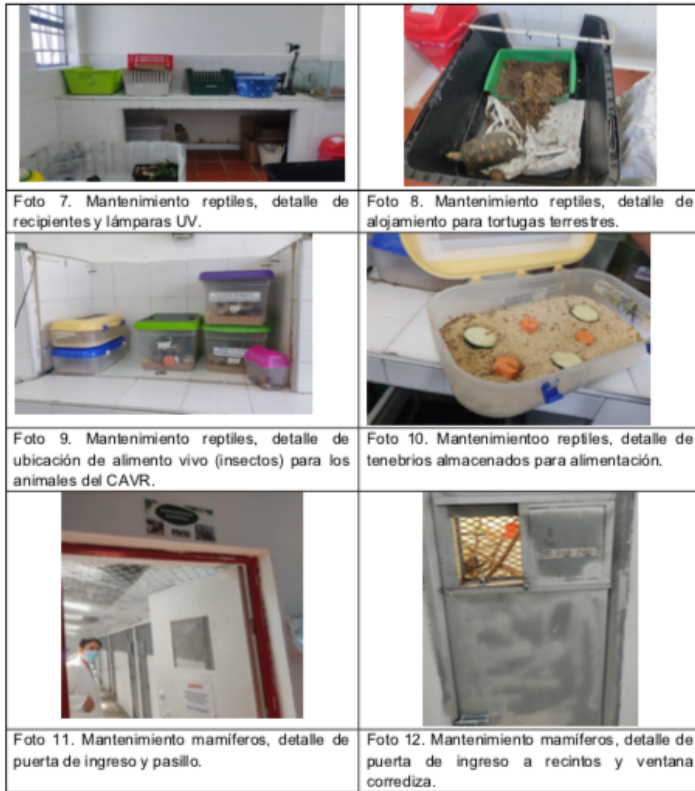 Foto 7. Mantenimiento reptiles, detalle de
recipientes y lámparas UV.
Foto 8. Mantenimiento reptiles, detalle de
alojamiento para tortugas terrestres.
Foto 9. Mantenimiento reptiles, detalle de
ubicación de alimento vivo (insectos) para los
animales del CAVR.
Foto 10. Mantenimientoo reptiles, detalle de
tenebrios almacenados para alimentación.
Foto 11. Mantenimiento mamíferos, detalle de
puerta de ingreso y pasillo.
Foto 12. Mantenimiento mamíferos, detalle de
puerta de ingreso a recintos y ventana
corrediza.